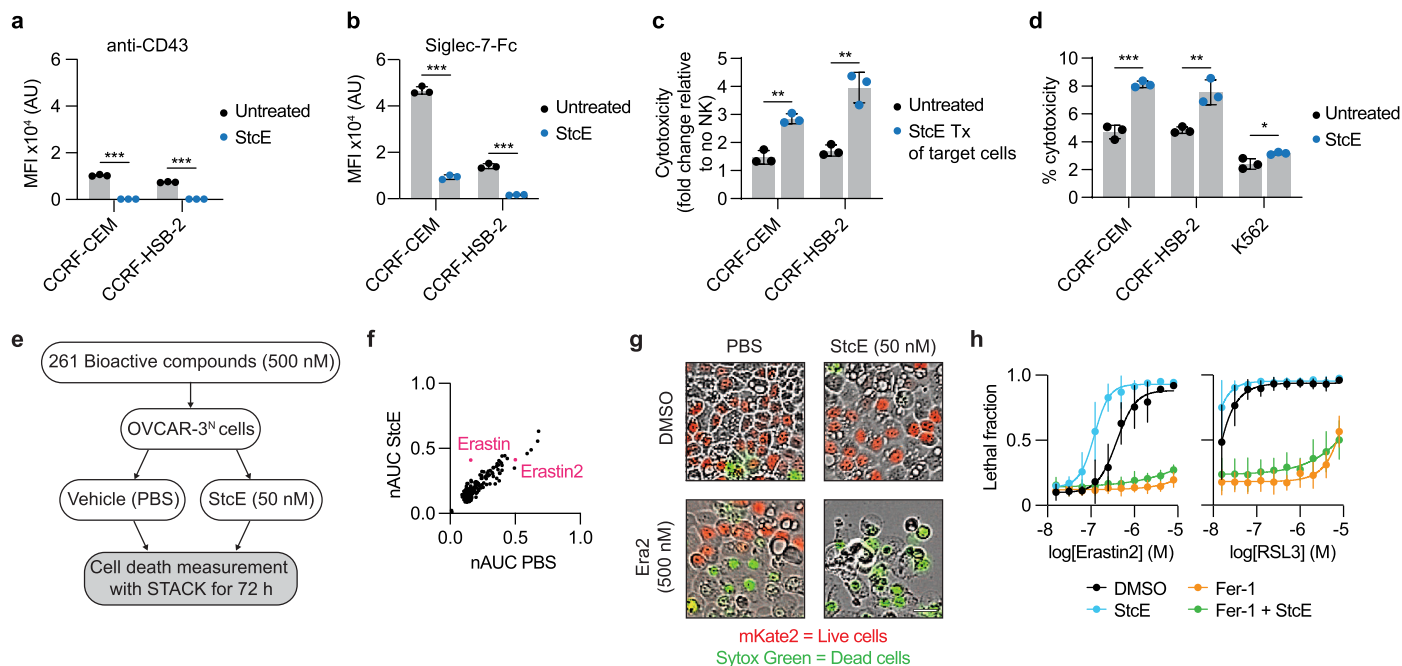 a
anti-CD43
MFI x10⁴ (AU)
6
4
2
0
***
***
CCRF-CEM
CCRF-HSB-2
Untreated
StcE
b
Siglec-7-Fc
MFI x10⁴ (AU)
6
4
2
0
***
***
CCRF-CEM
CCRF-HSB-2
Untreated
StcE
c
Cytotoxicity
(fold change relative
to no NK)
5
4
3
2
1
0
**
**
CCRF-CEM
CCRF-HSB-2
Untreated
StcE Tx
of target cells
d
% cytotoxicity
10
8
6
4
2
0
***
**
*
CCRF-CEM
CCRF-HSB-2
K562
Untreated
StcE
e
261 Bioactive compounds (500 nM)
OVCAR-3ᴺ cells
Vehicle (PBS)
StcE (50 nM)
Cell death measurement
with STACK for 72 h
f
nAUC StcE
1.0
0.5
0.0
Erastin
Erastin2
0.0
0.5
1.0
nAUC PBS
g
PBS
StcE (50 nM)
DMSO
Era2
(500 nM)
mKate2 = Live cells
Sytox Green = Dead cells
h
Lethal fraction
1.0
0.5
0
-8
-7
-6
-5
log[Erastin2] (M)
-8
-7
-6
-5
log[RSL3] (M)
DMSO
StcE
Fer-1
Fer-1 + StcE